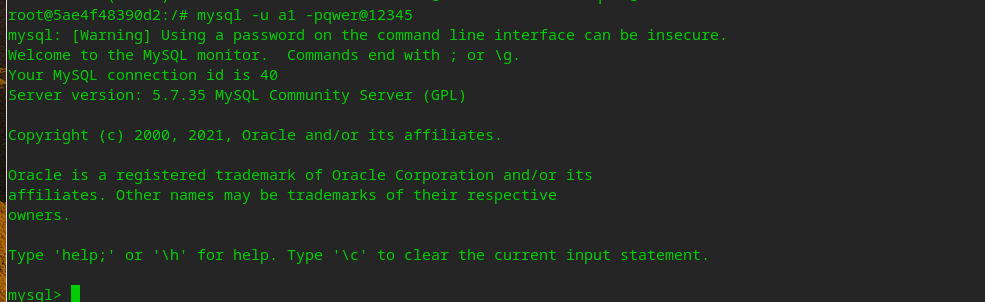 root@5ae4f48390d2:/# mysql -u a1 -pqwer@12345
mysql: [Warning] Using a password on the command line interface can be insecure.
Welcome to the MySQL monitor.  Commands end with ; or \g.
Your MySQL connection id is 40
Server version: 5.7.35 MySQL Community Server (GPL)
Copyright (c) 2000, 2021, Oracle and/or its affiliates.
Oracle is a registered trademark of Oracle Corporation and/or its
affiliates. Other names may be trademarks of their respective
owners.
Type 'help;' or '\h' for help. Type '\c' to clear the current input statement.
mysql>